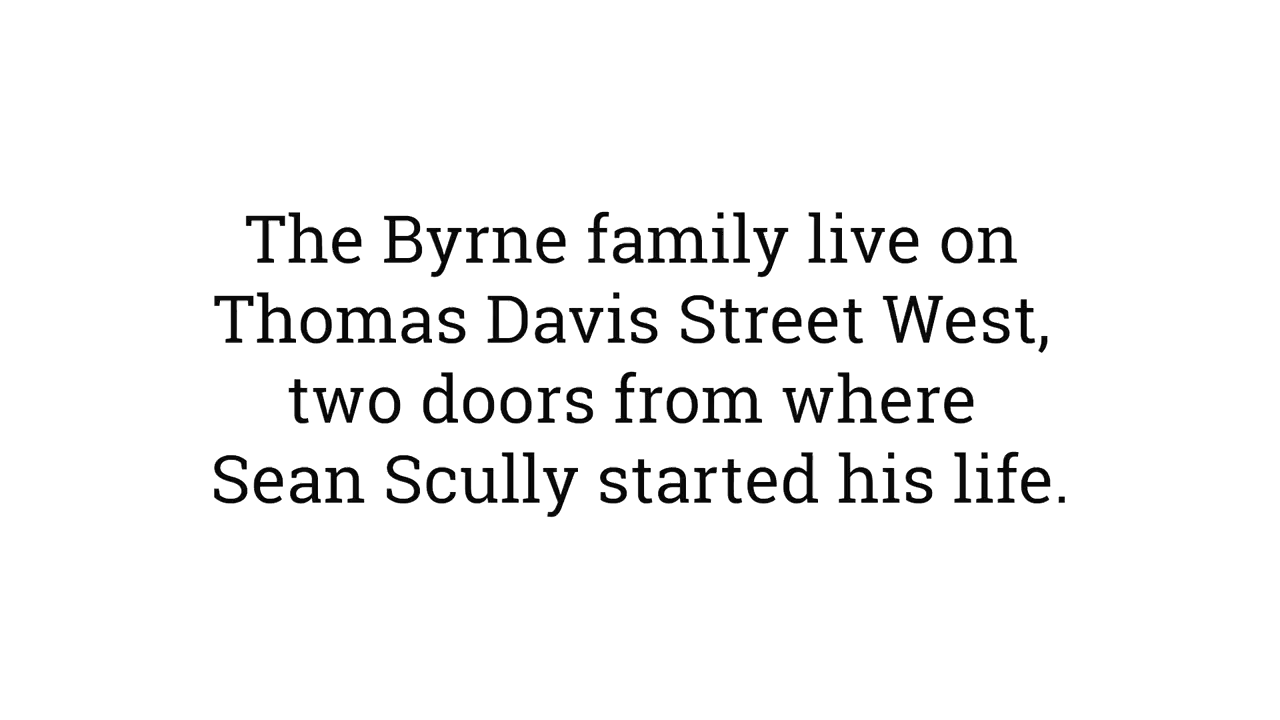 The Byrne family live on
Thomas Davis Street West,
two doors from where
Sean Scully started his life.